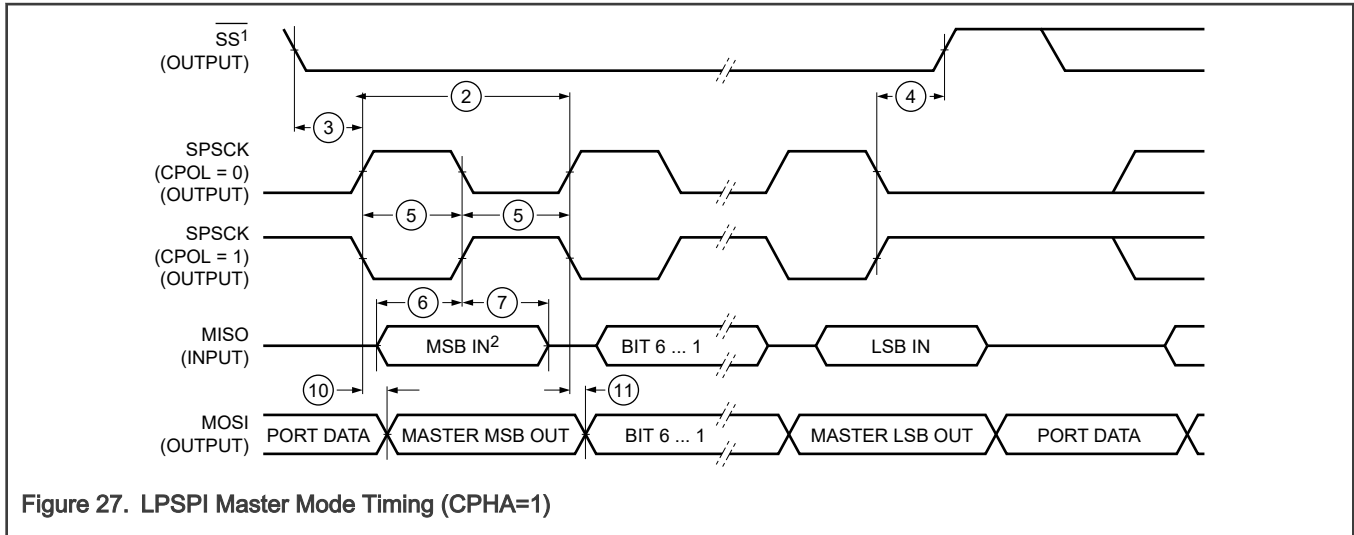 SS1
(OUTPUT)
2
4
3
SPSCK
(CPOL = 0)
(OUTPUT)
5
5
SPSCK
(CPOL = 1)
(OUTPUT)
6
7
MISO
(INPUT)
MSB IN2
BIT 6 ... 1
LSB IN
10
11
MOSI
(OUTPUT)
PORT DATA
MASTER MSB OUT
BIT 6 ... 1
MASTER LSB OUT
PORT DATA
Figure 27. LPSPI Master Mode Timing (CPHA=1)